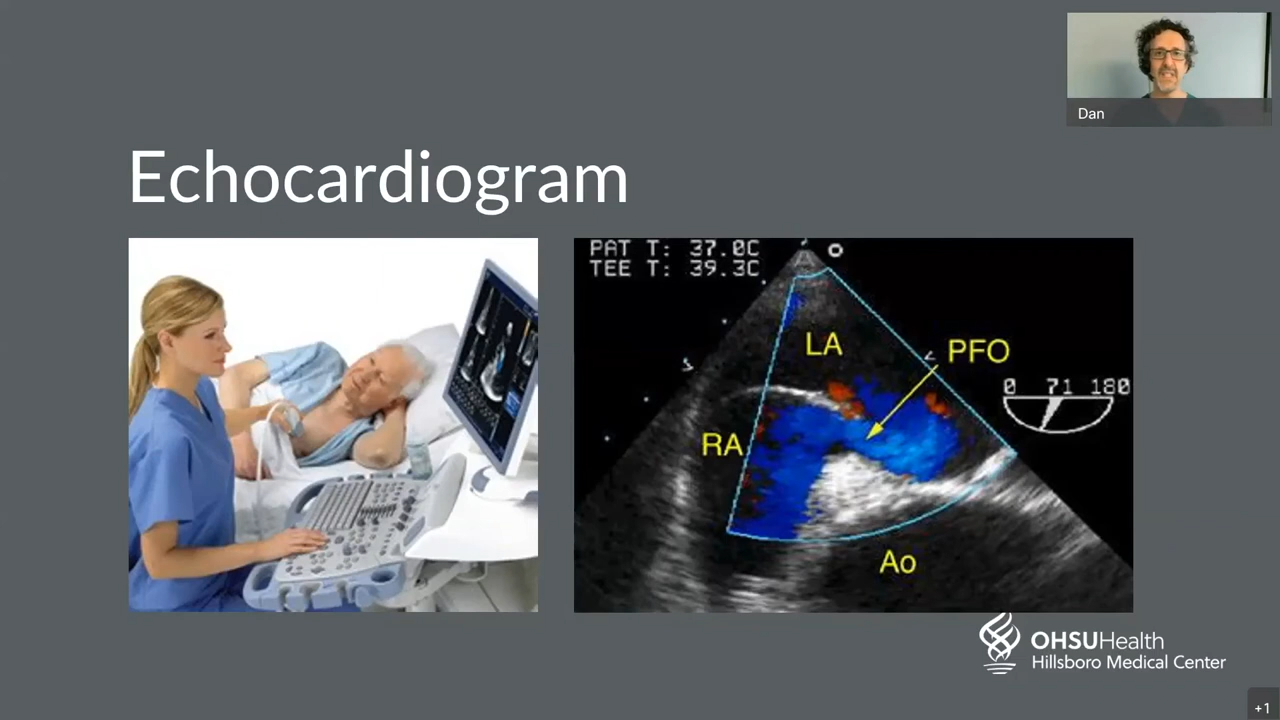 Dan
Echocardiogram
PAT T: 37.0C
TEE T: 39.3C
LA
PFO
0 71 180
RA
Ao
OHSUHealth
Hillsboro Medical Center
+1